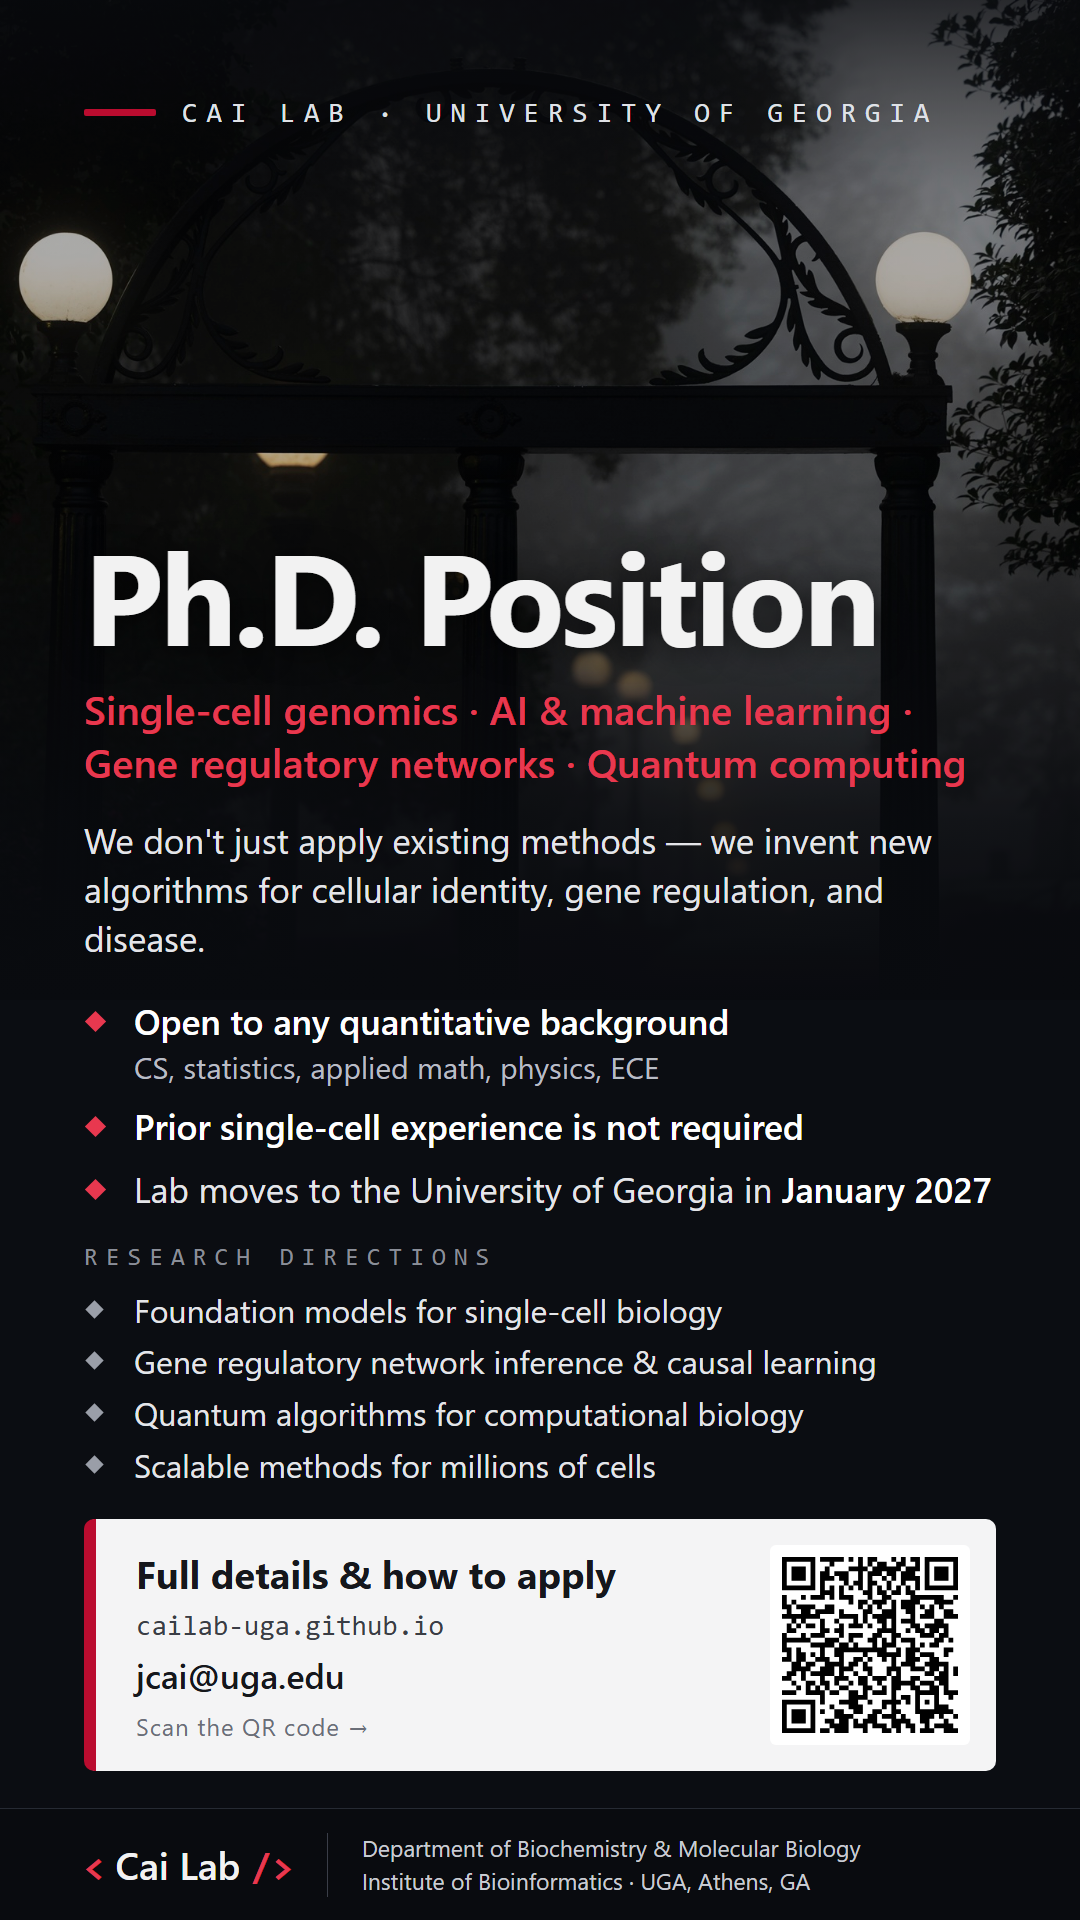 CAI LAB · UNIVERSITY OF GEORGIA
Ph.D. Position
Single-cell genomics · AI & machine learning ·
Gene regulatory networks · Quantum computing
We don't just apply existing methods — we invent new
algorithms for cellular identity, gene regulation, and
disease.
Open to any quantitative background
CS, statistics, applied math, physics, ECE
Prior single-cell experience is not required
Lab moves to the University of Georgia in January 2027
RESEARCH DIRECTIONS
Foundation models for single-cell biology
Gene regulatory network inference & causal learning
Quantum algorithms for computational biology
Scalable methods for millions of cells
Full details & how to apply
cailab-uga.github.io
jcai@uga.edu
Scan the QR code →
< Cai Lab />
Department of Biochemistry & Molecular Biology
Institute of Bioinformatics · UGA, Athens, GA